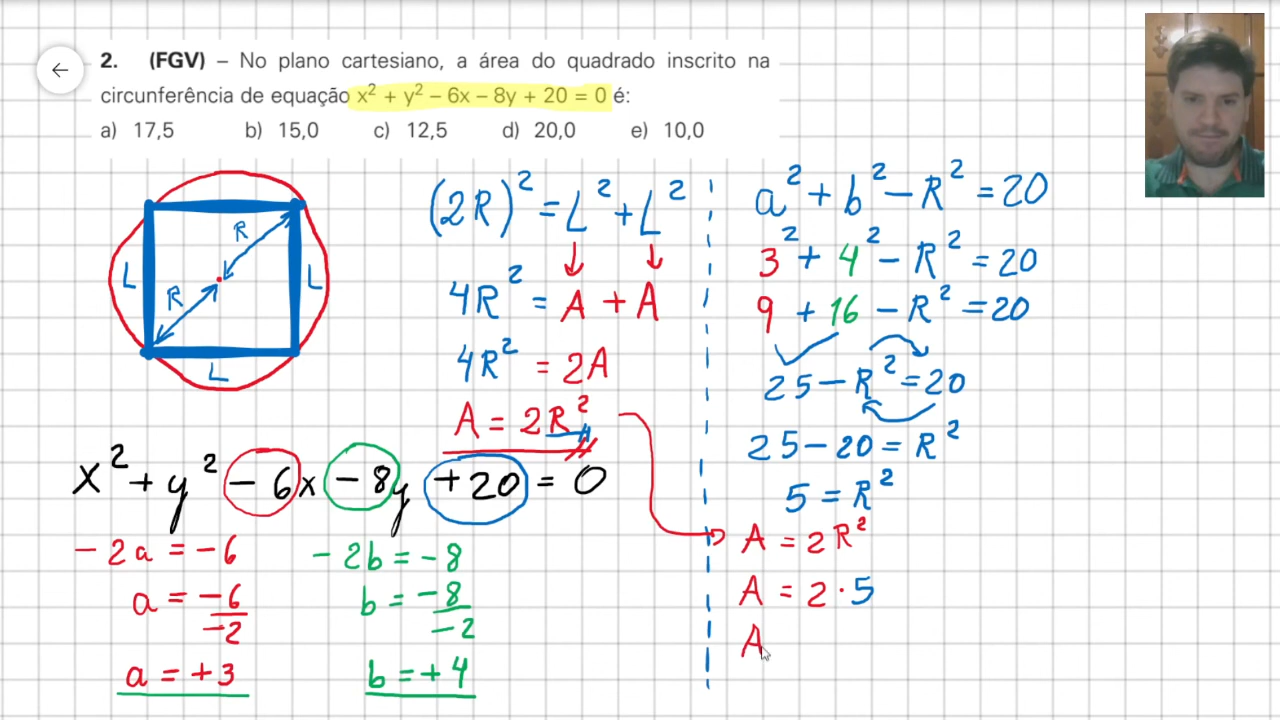 2. (FGV) – No plano cartesiano, a área do quadrado inscrito na
circunferência de equação x² + y² – 6x – 8y + 20 = 0 é:
a) 17,5 b) 15,0 c) 12,5 d) 20,0 e) 10,0
R
L
L
R
L
(2R)² = L² + L²
4R² = A + A
4R² = 2A
A = 2R²
x² + y² – 6x – 8y + 20 = 0
– 2a = – 6
a = –6/–2
a = + 3
– 2b = – 8
b = –8/–2
b = + 4
a² + b² – R² = 20
3² + 4² – R² = 20
9 + 16 – R² = 20
25 – R² = 20
25 – 20 = R²
5 = R²
A = 2R²
A = 2 · 5
A